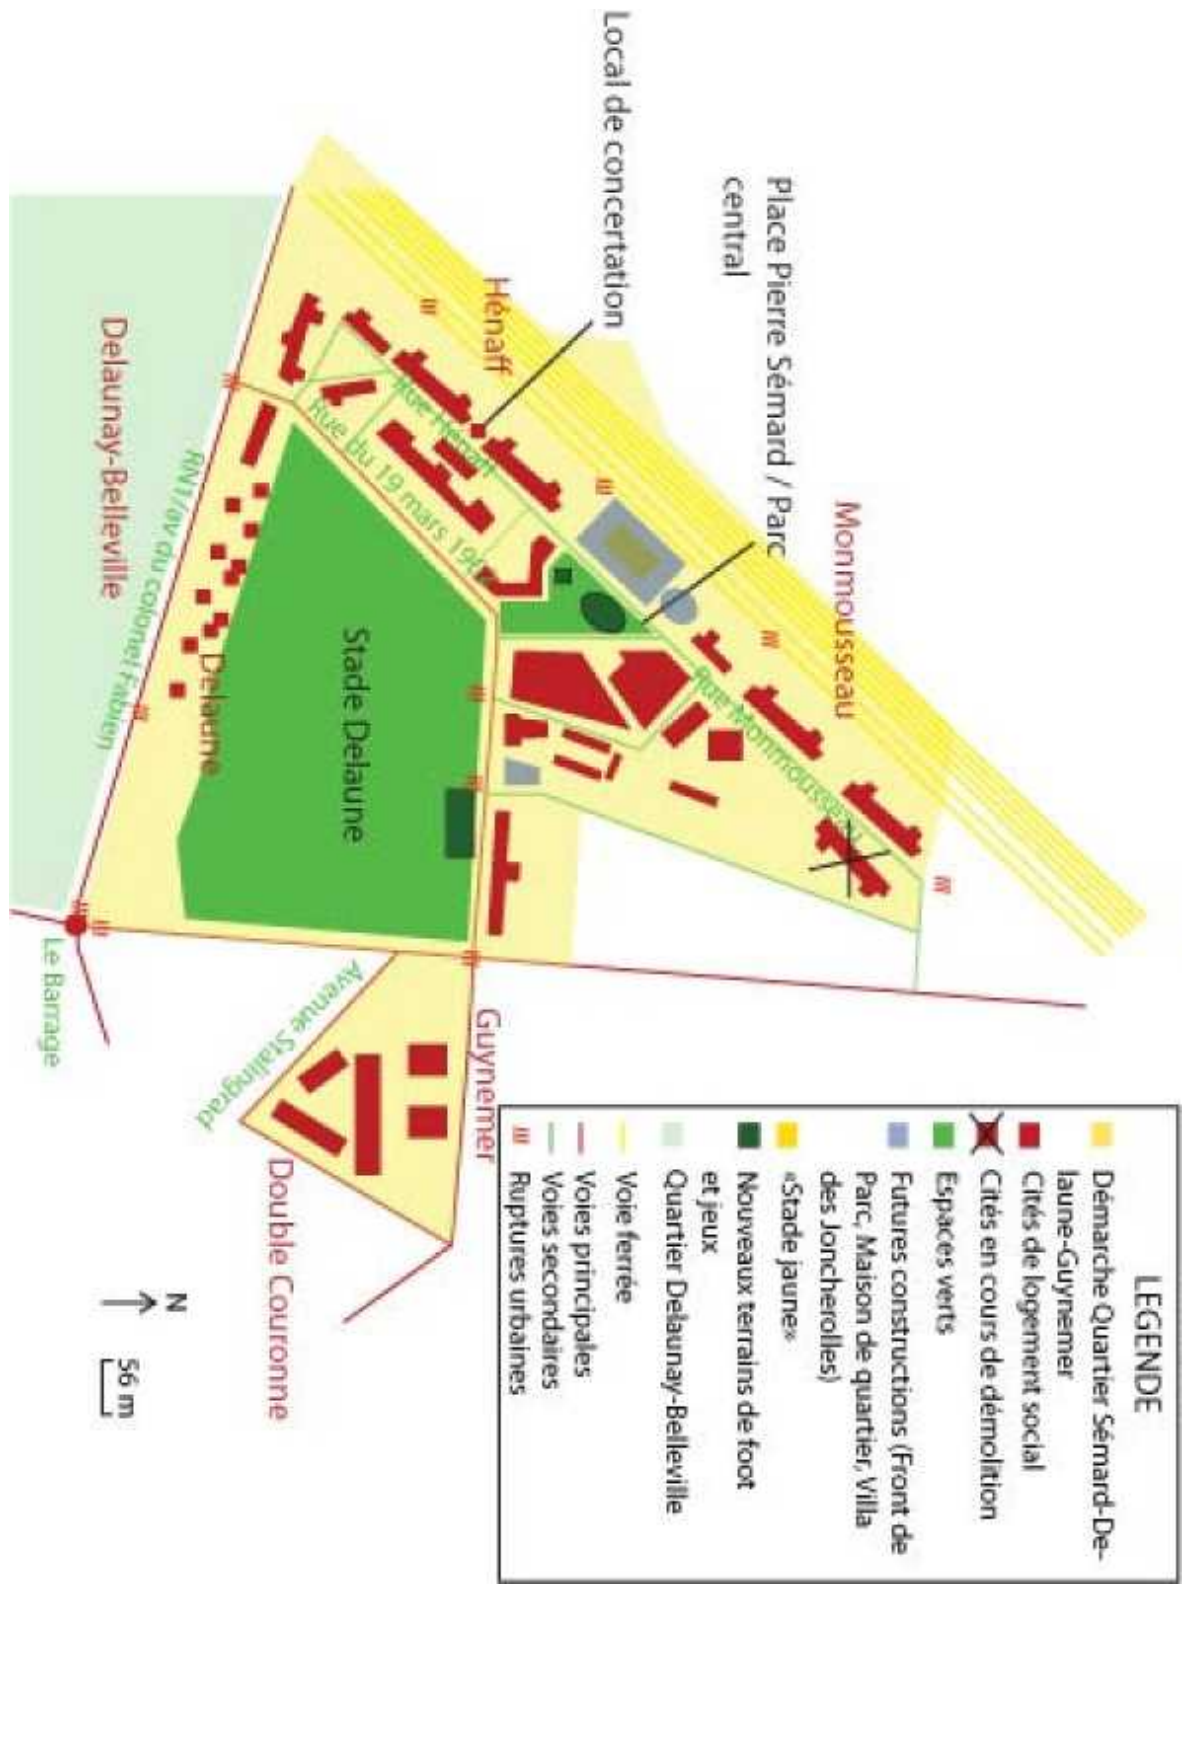 Local de concertation
Place Pierre Sémard / Parc
central
Monmousseau
Hénaff
Rue Monmousseau
Rue Hénaff
Rue du 19 mars
Stade Delaune
Delaune
RN1/av du colonel Fabien
Delaunay-Belleville
Le Barrage
Avenue Stalingrad
Guynemer
Double Couronne
LEGENDE
Démarche Quartier Sémard-De-
laune-Guynemer
Cités de logement social
Cités en cours de démolition
Espaces verts
Futures constructions (Front de
Parc, Maison de quartier, Villa
des Joncherolles)
«Stade jaune»
Nouveaux terrains de foot
et jeux
Quartier Delaunay-Belleville
Voie ferrée
Voies principales
Voies secondaires
Ruptures urbaines
N
56 m